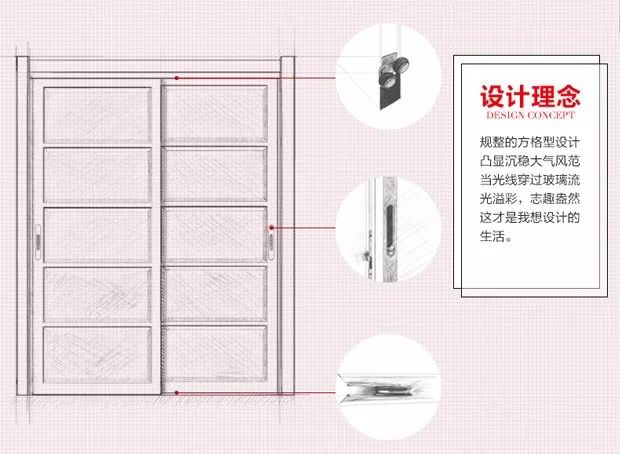 设计理念
DESIGN CONCEPT
规整的方格型设计
凸显沉稳大气风范
当光线穿过玻璃流
光溢彩，志趣盎然
这才是我想设计的
生活。